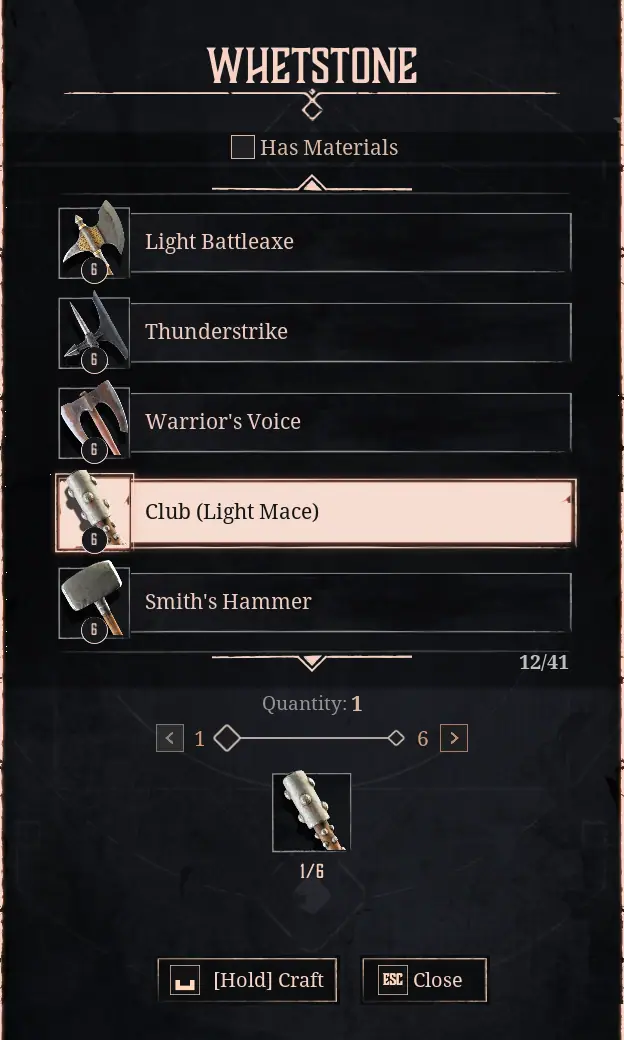 WHETSTONE
Has Materials
6
Light Battleaxe
6
Thunderstrike
6
Warrior's Voice
6
Club (Light Mace)
6
Smith's Hammer
12/41
Quantity: 1
< 1 6 >
1/6
[Hold] Craft
ESC Close